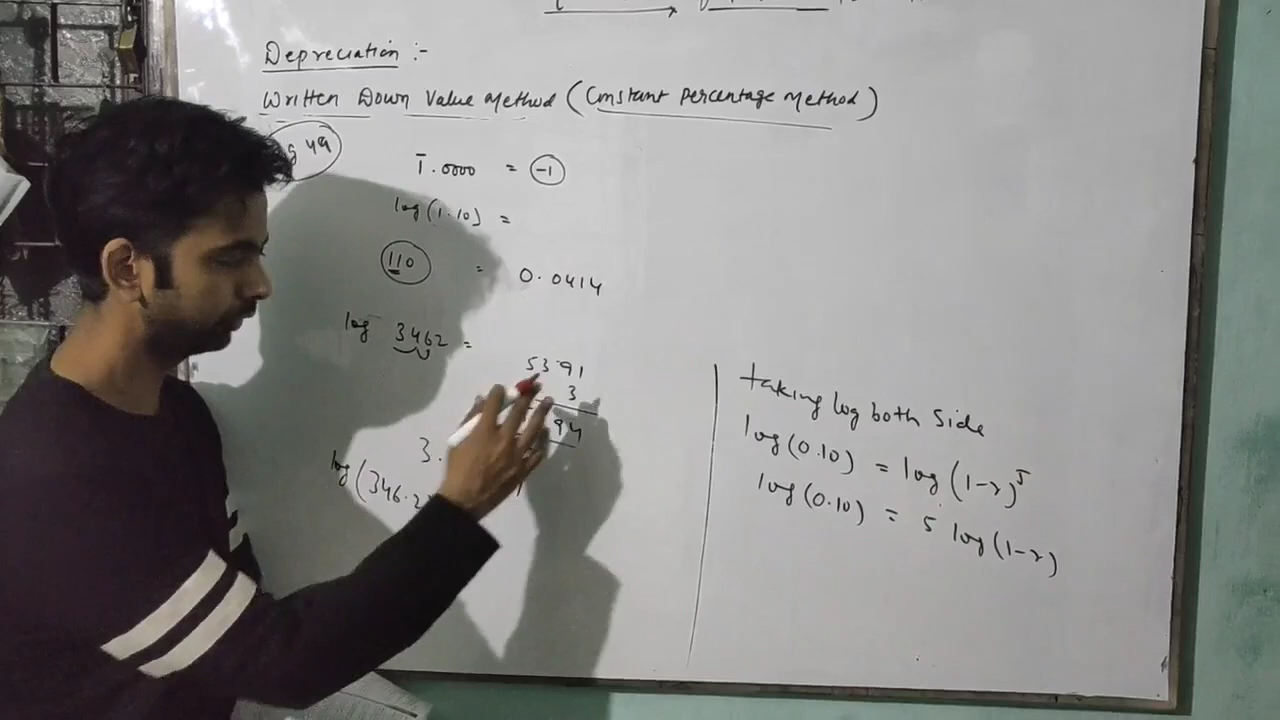 Depreciation :-
Written Down Value Method (Constant Percentage Method)
49
1̅.0000 = -1
log(1.10) =
110 = 0.0414
log 3462 =
5391
3
94
3.
log(346.2
taking log both side
log(0.10) = log(1-r)⁵
log(0.10) = 5 log(1-r)